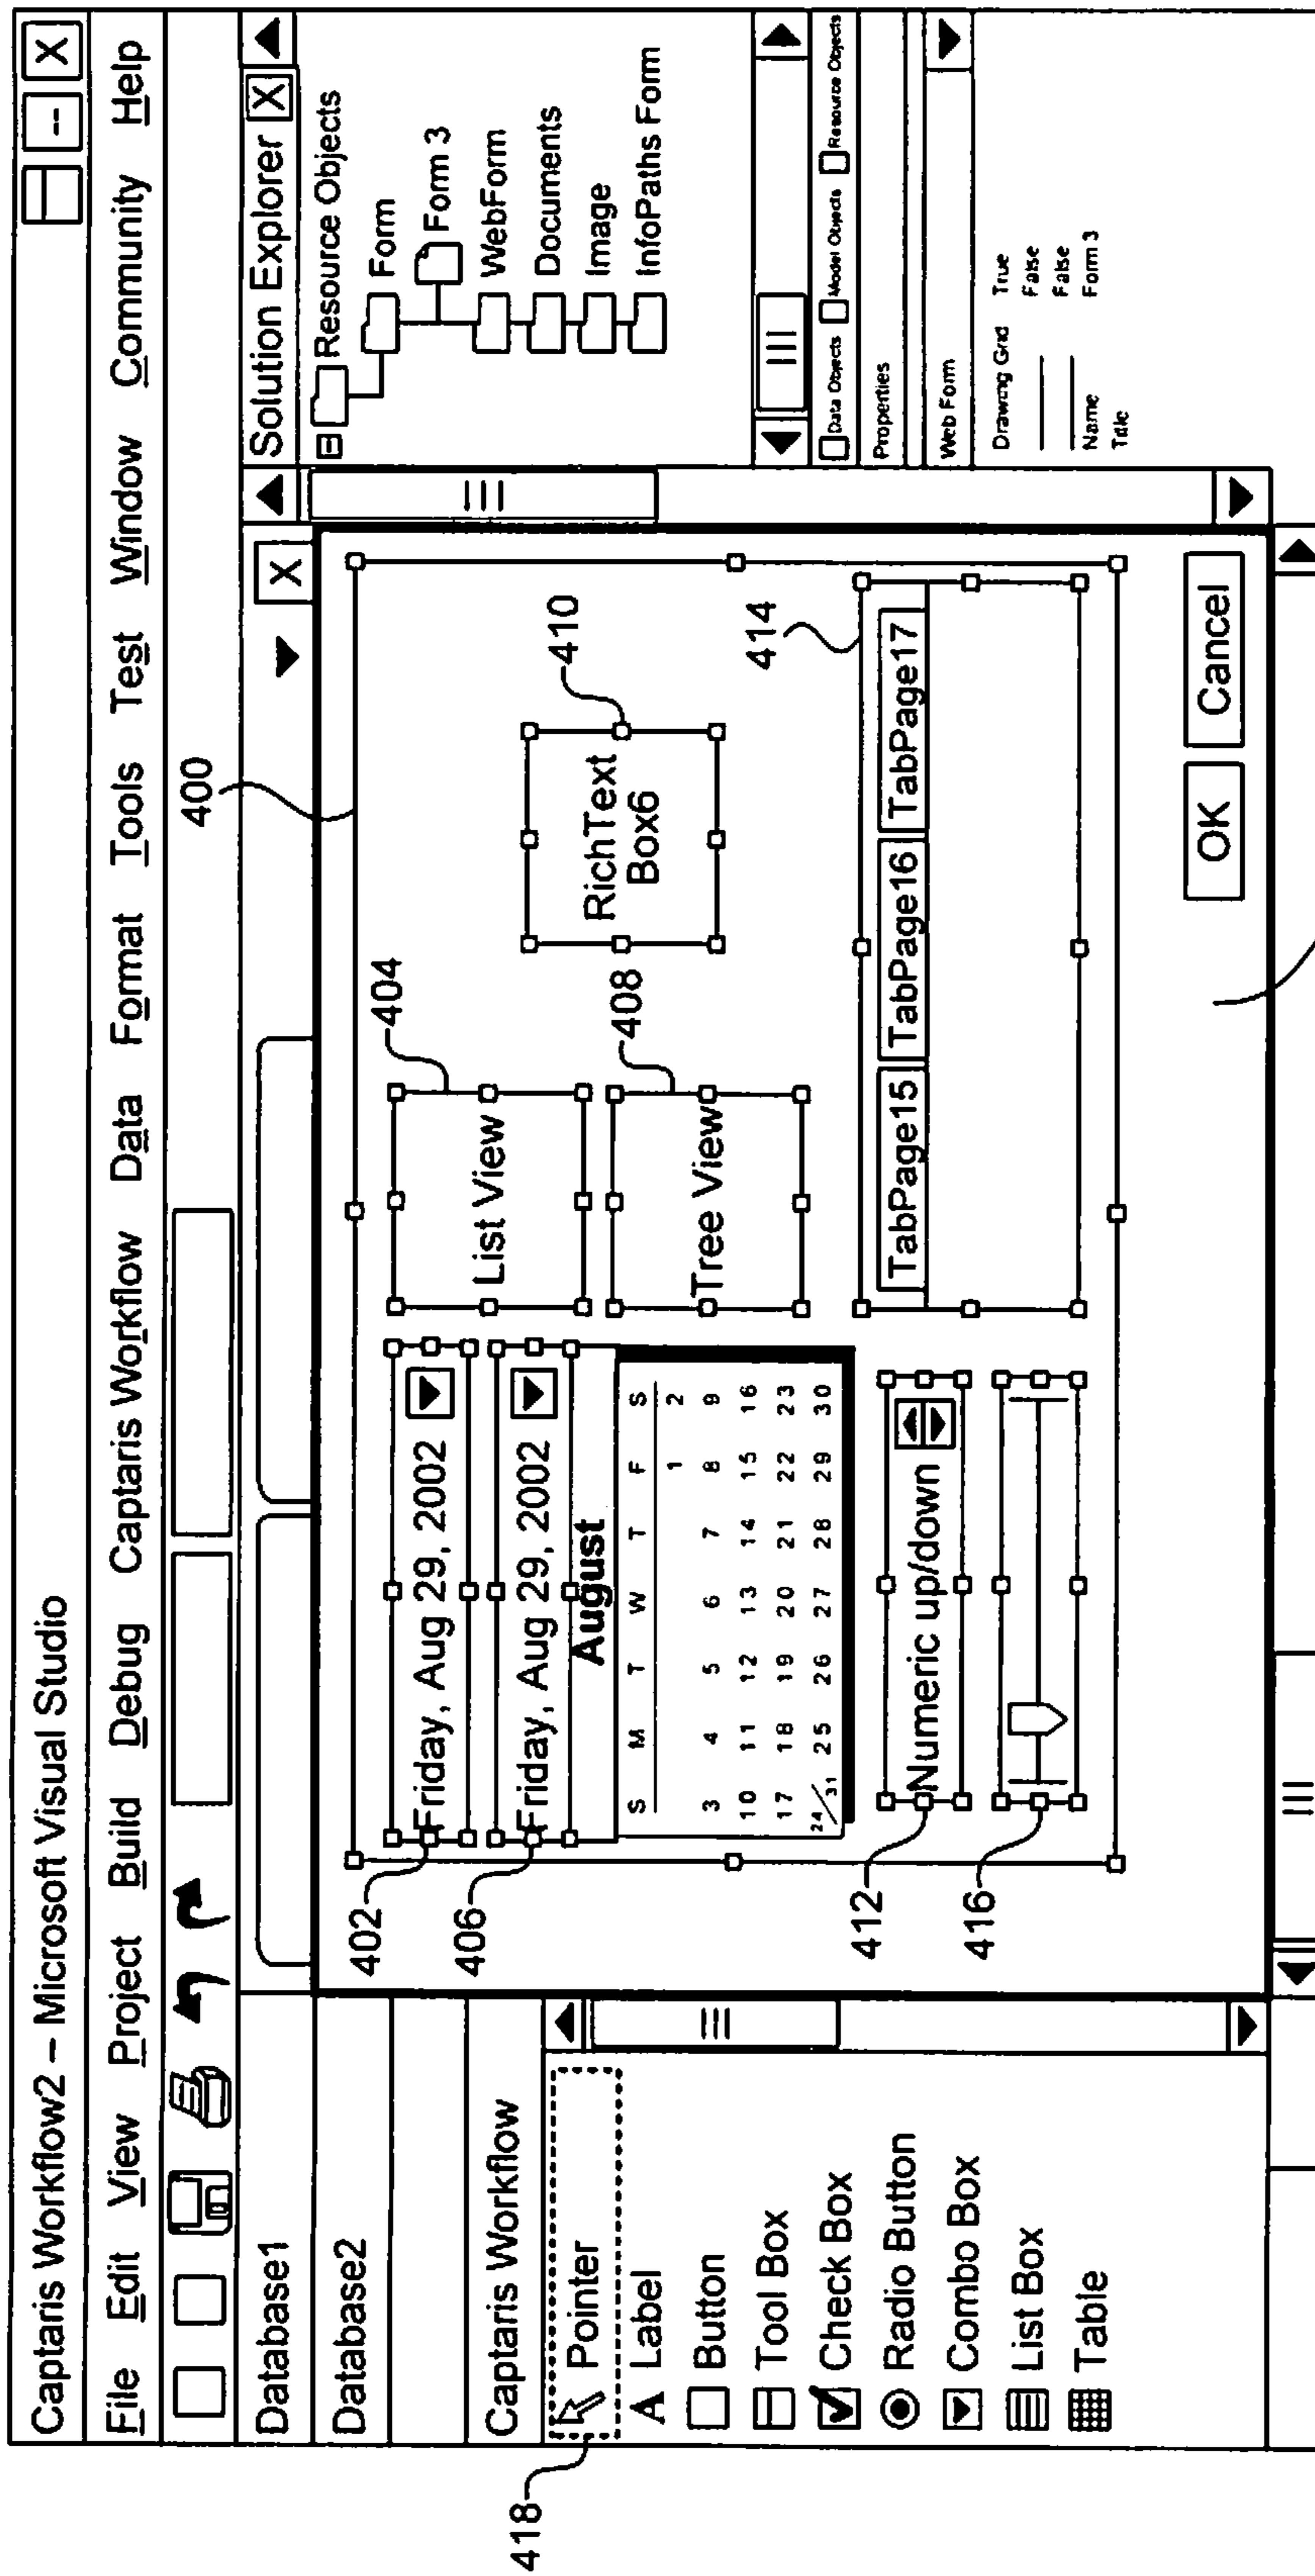 Captaris Workflow2 – Microsoft Visual Studio
File Edit View Project Build Debug Captaris Workflow Data Format Tools Test Window Community Help
400
Database1
Database2
Captaris Workflow
418
Pointer
A Label
Button
Tool Box
Check Box
Radio Button
Combo Box
List Box
Table
402
Friday, Aug 29, 2002
406
Friday, Aug 29, 2002
August
S M T W T F S
1 2
3 4 5 6 7 8 9
10 11 12 13 14 15 16
17 18 19 20 21 22 23
24/31 25 26 27 28 29 30
412
Numeric up/down
416
404
List View
408
Tree View
410
RichText
Box6
414
TabPage15 TabPage16 TabPage17
OK Cancel
Solution Explorer X
Resource Objects
Form
Form 3
WebForm
Documents
Image
InfoPaths Form
Data Objects Model Objects Resource Objects
Properties
Web Form
Drawing Grid True
False
False
Name Form 3
Title